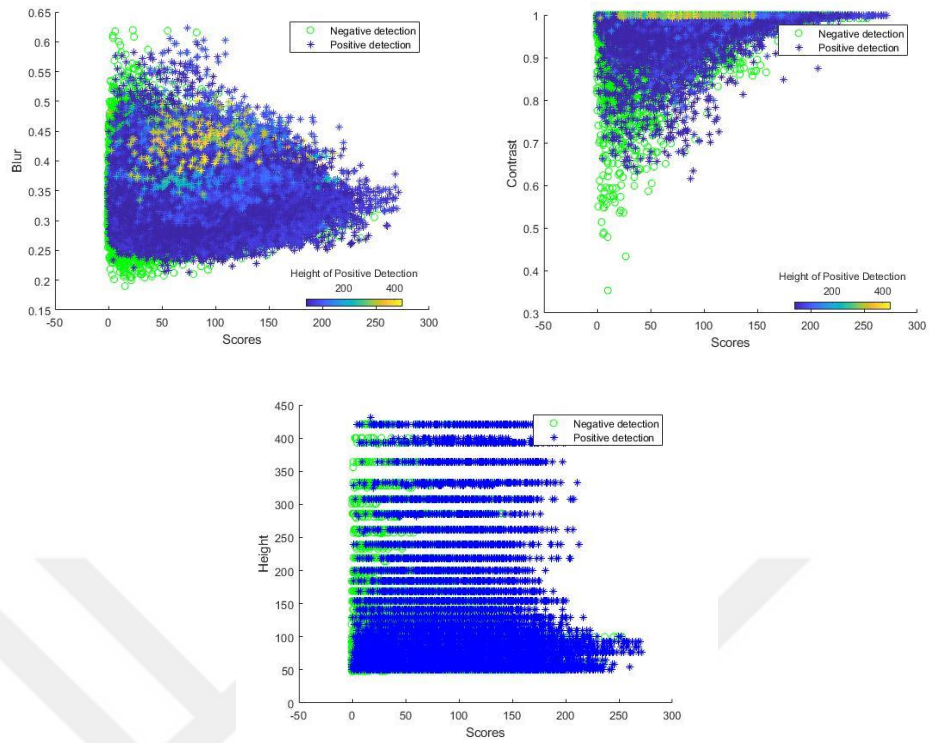 0.65
0.6
0.55
0.5
0.45
0.4
0.35
0.3
0.25
0.2
0.15
Blur
Negative detection
Positive detection
Height of Positive Detection
200 400
-50 0 50 100 150 200 250 300
Scores
1
0.9
0.8
0.7
0.6
0.5
0.4
0.3
Contrast
Negative detection
Positive detection
Height of Positive Detection
200 400
-50 0 50 100 150 200 250 300
Scores
450
400
350
300
250
200
150
100
50
0
Height
Negative detection
Positive detection
-50 0 50 100 150 200 250 300
Scores